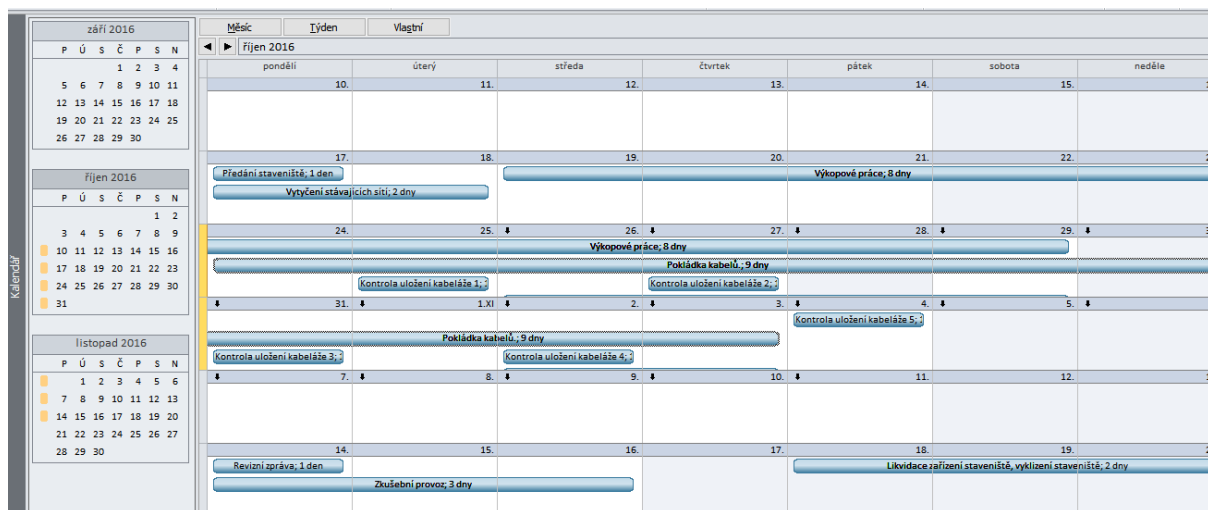 Kalendář
září 2016
P Ú S Č P S N
1 2 3 4
5 6 7 8 9 10 11
12 13 14 15 16 17 18
19 20 21 22 23 24 25
26 27 28 29 30
říjen 2016
P Ú S Č P S N
1 2
3 4 5 6 7 8 9
10 11 12 13 14 15 16
17 18 19 20 21 22 23
24 25 26 27 28 29 30
31
listopad 2016
P Ú S Č P S N
1 2 3 4 5 6
7 8 9 10 11 12 13
14 15 16 17 18 19 20
21 22 23 24 25 26 27
28 29 30
Měsíc Týden Vlastní
říjen 2016
pondělí úterý středa čtvrtek pátek sobota neděle
10. 11. 12. 13. 14. 15.
17. 18. 19. 20. 21. 22.
Předání staveniště; 1 den Výkopové práce; 8 dny
Vytyčení stávajících sítí; 2 dny
24. 25. 26. 27. 28. 29.
Výkopové práce; 8 dny
Pokládka kabelů.; 9 dny
Kontrola uložení kabeláže 1; Kontrola uložení kabeláže 2;
31. 1.XI 2. 3. 4. 5.
Kontrola uložení kabeláže 5;
Pokládka kabelů.; 9 dny
Kontrola uložení kabeláže 3; Kontrola uložení kabeláže 4;
7. 8. 9. 10. 11. 12.
14. 15. 16. 17. 18. 19.
Revizní zpráva; 1 den Likvidace zařízení staveniště, vyklizení staveniště; 2 dny
Zkušební provoz; 3 dny